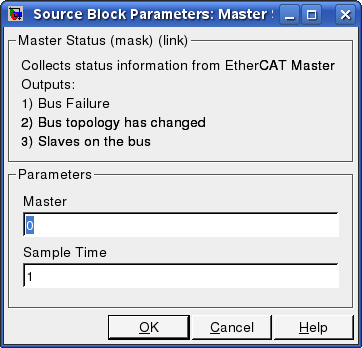 Source Block Parameters: Master
Master Status (mask) (link)
Collects status information from EtherCAT Master
Outputs:
1) Bus Failure
2) Bus topology has changed
3) Slaves on the bus
Parameters
Master
0
Sample Time
1
OK
Cancel
Help